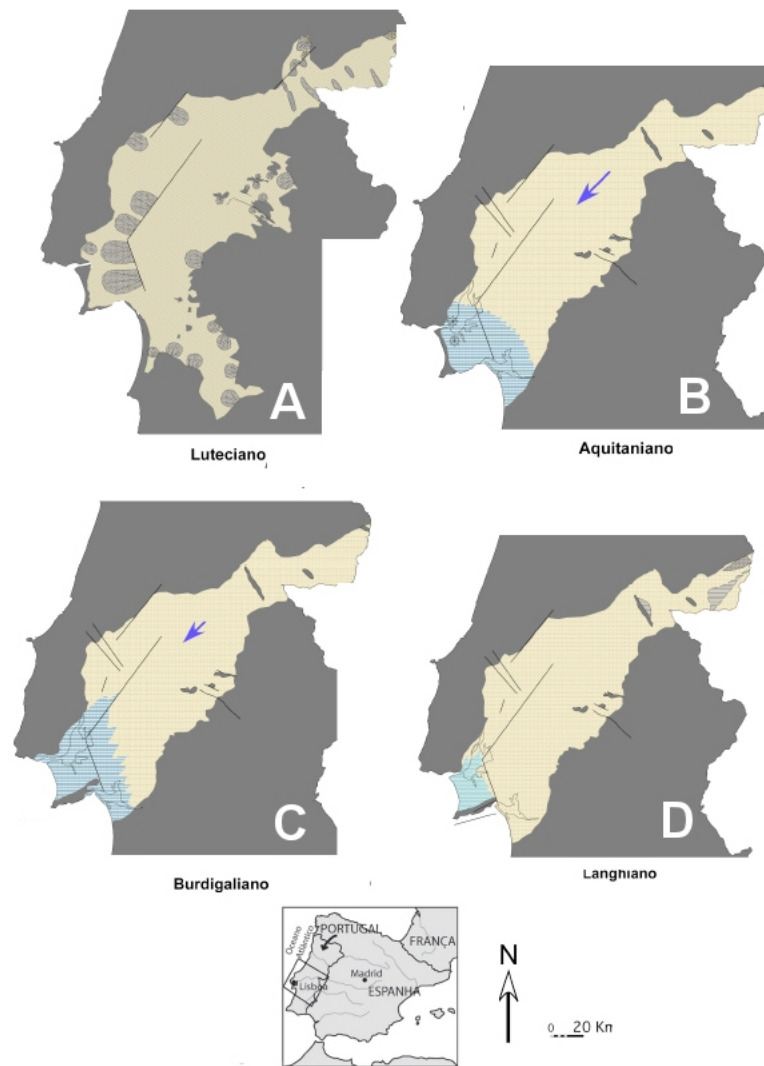 A
Luteciano
B
Aquitaniano
C
Burdigaliano
D
Langhiano
Oceano
Atlântico
PORTUGAL
FRANÇA
Madrid
Lisboa
ESPANHA
N
0 20 Km